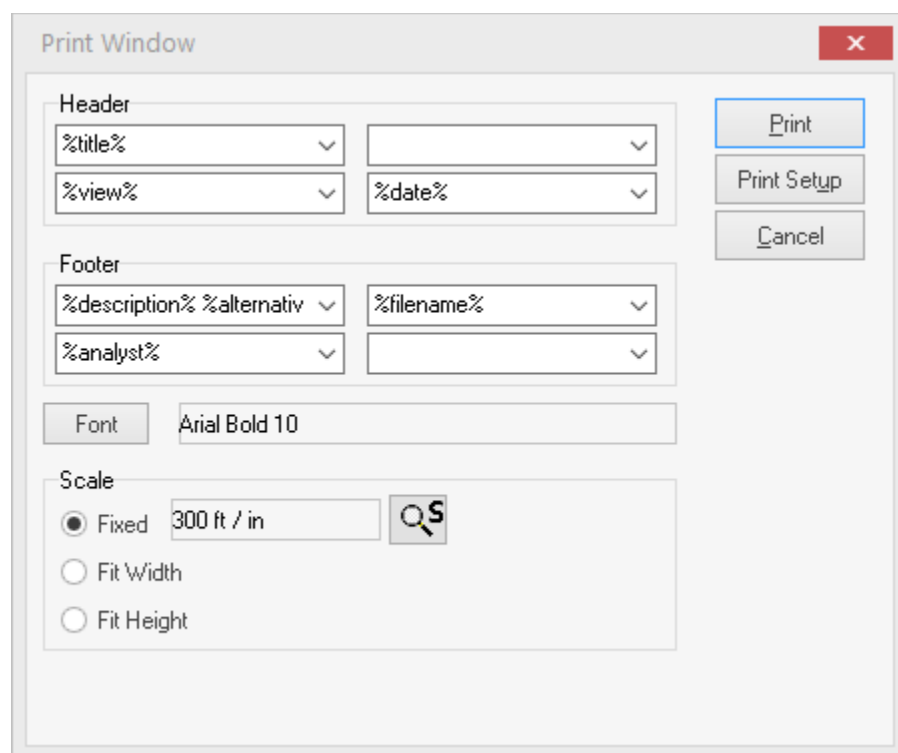 Print Window
Header
%title%
%view% %date%
Print
Print Setup
Cancel
Footer
%description% %alternativ %filename%
%analyst%
Font Arial Bold 10
Scale
Fixed 300 ft / in S
Fit Width
Fit Height